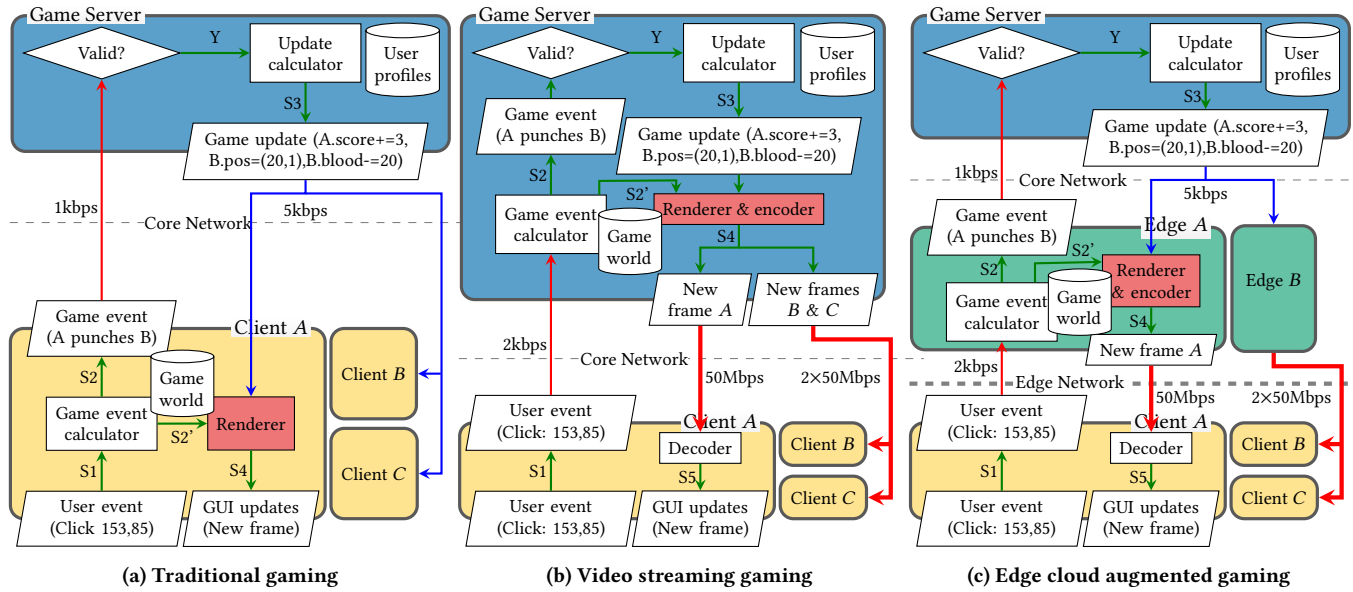 Game Server
Valid?
Y
Update
calculator
User
profiles
S3
Game update (A.score+=3,
B.pos=(20,1),B.blood-=20)
1kbps
5kbps
Core Network
Game event
(A punches B)
Client A
S2
Game
world
Game event
calculator
S2'
Renderer
Client B
S1
S4
Client C
User event
(Click 153,85)
GUI updates
(New frame)
(a) Traditional gaming
Game Server
Valid?
Y
Update
calculator
User
profiles
S3
Game event
(A punches B)
Game update (A.score+=3,
B.pos=(20,1),B.blood-=20)
S2
S2'
Game event
calculator
Renderer & encoder
Game
world
S4
New
frame A
New frames
B & C
2kbps
Core Network
50Mbps
2×50Mbps
User event
(Click: 153,85)
Client A
Decoder
Client B
S1
S5
Client C
User event
(Click: 153,85)
GUI updates
(New frame)
(b) Video streaming gaming
Game Server
Valid?
Y
Update
calculator
User
profiles
S3
Game update (A.score+=3,
B.pos=(20,1),B.blood-=20)
1kbps
Core Network
5kbps
Game event
(A punches B)
Edge A
S2
S2'
Renderer
& encoder
Edge B
Game event
calculator
Game
world
S4
New frame A
2kbps
Edge Network
50Mbps
2×50Mbps
User event
(Click: 153,85)
Client A
Decoder
Client B
S1
S5
Client C
User event
(Click: 153,85)
GUI updates
(New frame)
(c) Edge cloud augmented gaming